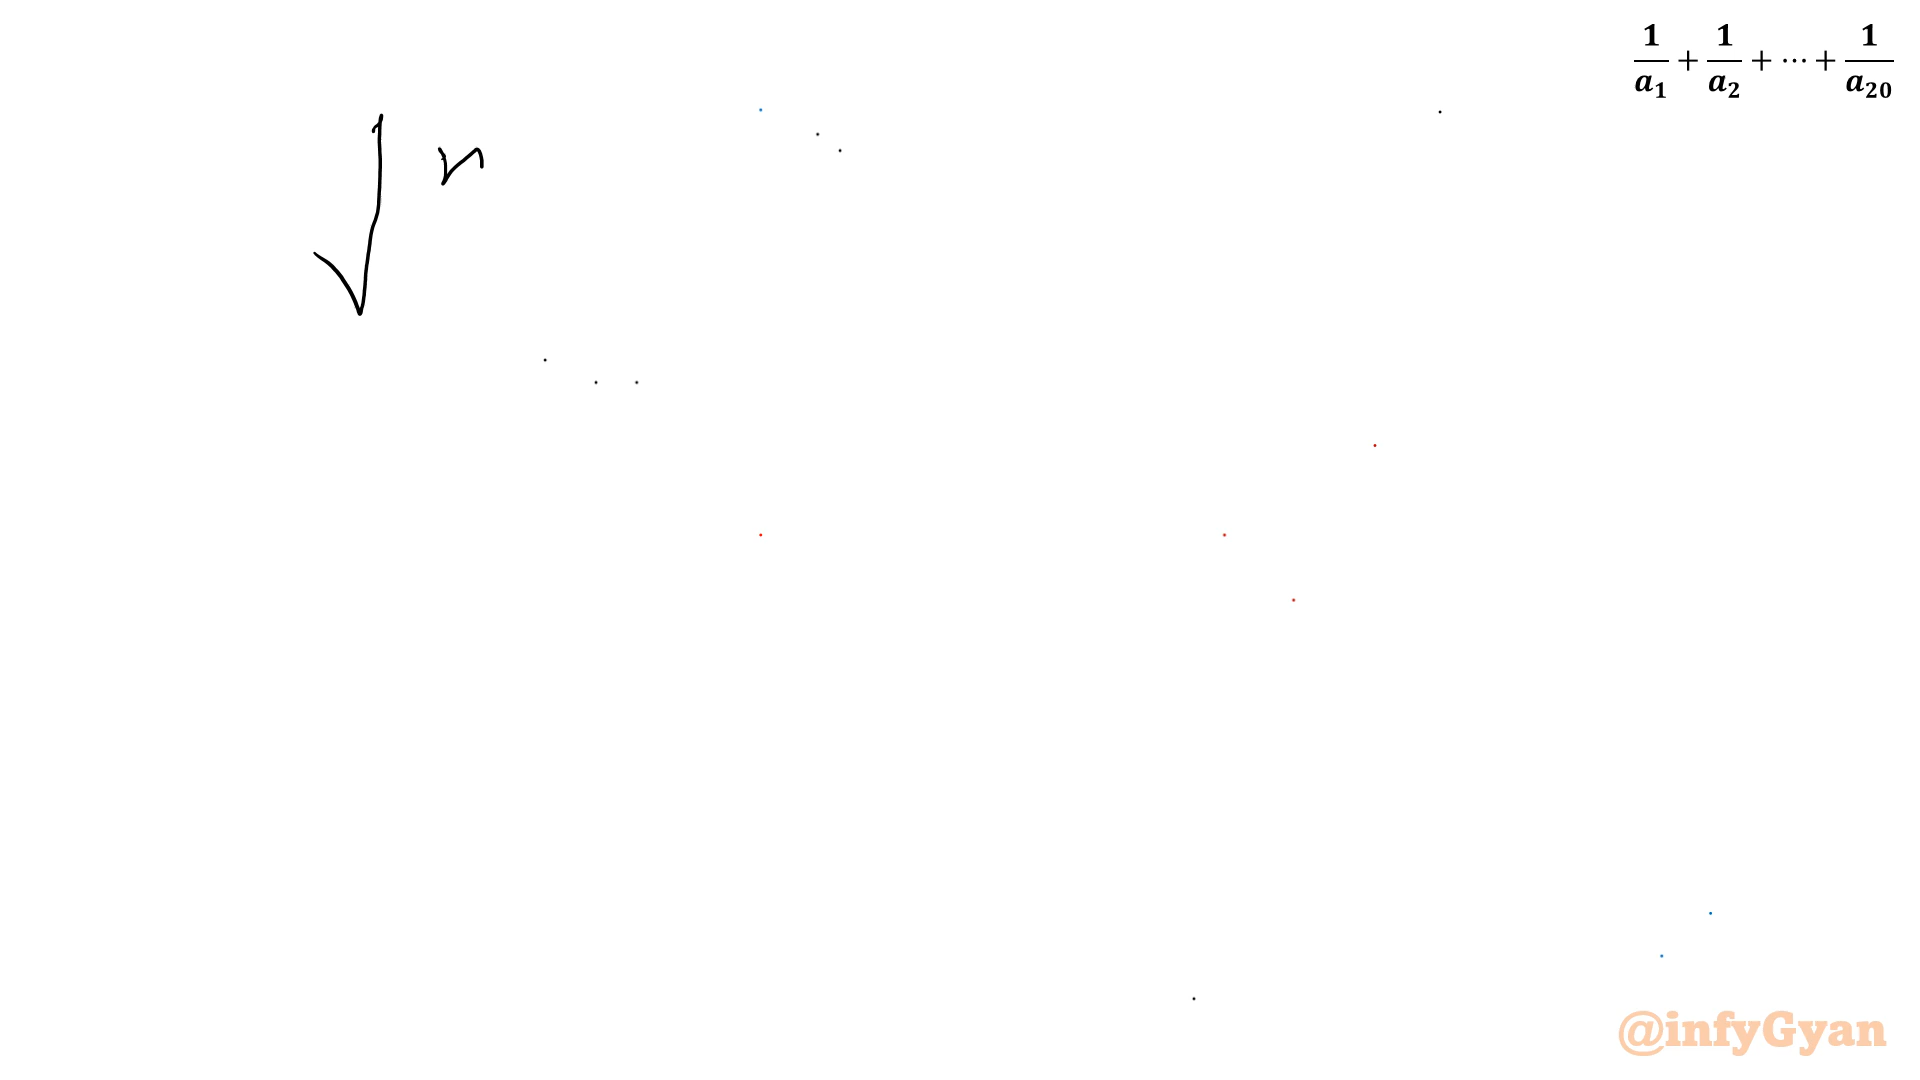 1/a₁ + 1/a₂ + ⋯ + 1/a₂₀
√ n
@infyGyan